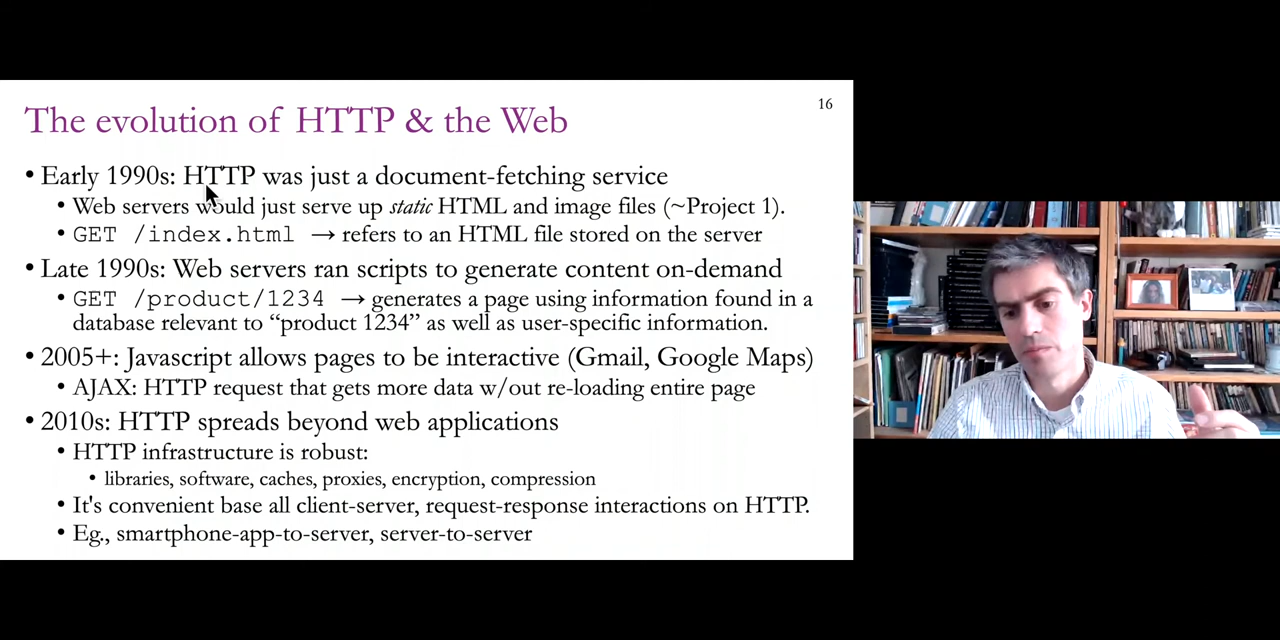 16
The evolution of HTTP & the Web
• Early 1990s: HTTP was just a document-fetching service
• Web servers would just serve up static HTML and image files (~Project 1).
• GET /index.html → refers to an HTML file stored on the server
• Late 1990s: Web servers ran scripts to generate content on-demand
• GET /product/1234 → generates a page using information found in a
database relevant to “product 1234” as well as user-specific information.
• 2005+: Javascript allows pages to be interactive (Gmail, Google Maps)
• AJAX: HTTP request that gets more data w/out re-loading entire page
• 2010s: HTTP spreads beyond web applications
• HTTP infrastructure is robust:
• libraries, software, caches, proxies, encryption, compression
• It's convenient base all client-server, request-response interactions on HTTP.
• Eg., smartphone-app-to-server, server-to-server